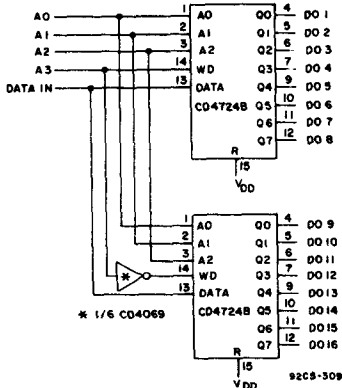 A0 1 A0 Q0 4 DO 1
A1 2 A1 Q1 5 DO 2
A2 3 A2 Q2 6 DO 3
A3 14 WD Q3 7 DO 4
DATA IN 13 DATA Q4 9 DO 5
CD4724B Q5 10 DO 6
Q6 11 DO 7
Q7 12 DO 8
R
15
VDD
1 A0 Q0 4 DO 9
2 A1 Q1 5 DO 10
3 A2 Q2 6 DO 11
* 14 WD Q3 7 DO 12
13 DATA Q4 9 DO 13
* 1/6 CD4069 CD4724B Q5 10 DO 14
Q6 11 DO 15
Q7 12 DO 16
R
15
VDD
92CS-309